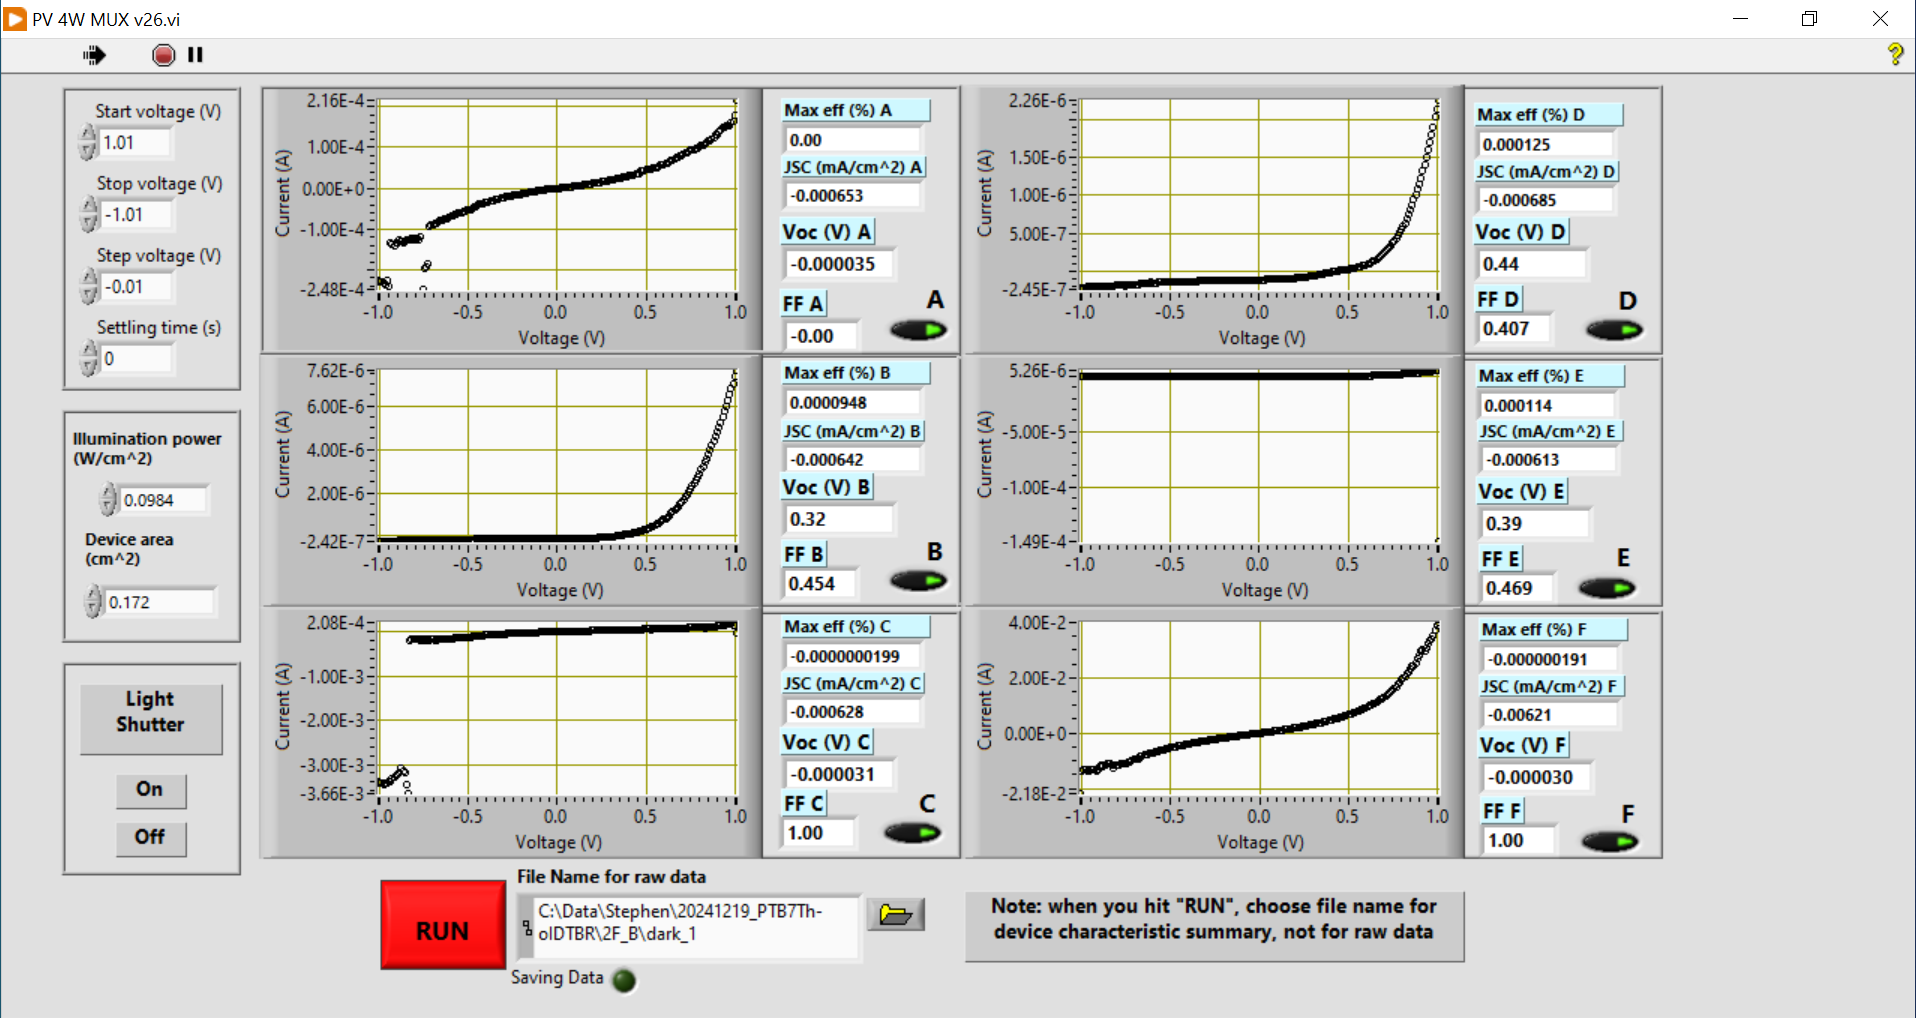 PV 4W MUX v26.vi
Start voltage (V)
1.01
Stop voltage (V)
-1.01
Step voltage (V)
-0.01
Settling time (s)
0
Illumination power
(W/cm^2)
0.0984
Device area
(cm^2)
0.172
Light
Shutter
On
Off
2.16E-4
1.00E-4
0.00E+0
-1.00E-4
-2.48E-4
Current (A)
-1.0 -0.5 0.0 0.5 1.0
Voltage (V)
Max eff (%) A
0.00
JSC (mA/cm^2) A
-0.000653
Voc (V) A
-0.000035
FF A
-0.00
A
7.62E-6
6.00E-6
4.00E-6
2.00E-6
-2.42E-7
Current (A)
-1.0 -0.5 0.0 0.5 1.0
Voltage (V)
Max eff (%) B
0.0000948
JSC (mA/cm^2) B
-0.000642
Voc (V) B
0.32
FF B
0.454
B
2.08E-4
-1.00E-3
-2.00E-3
-3.00E-3
-3.66E-3
Current (A)
-1.0 -0.5 0.0 0.5 1.0
Voltage (V)
Max eff (%) C
-0.0000000199
JSC (mA/cm^2) C
-0.000628
Voc (V) C
-0.000031
FF C
1.00
C
2.26E-6
1.50E-6
1.00E-6
5.00E-7
-2.45E-7
Current (A)
-1.0 -0.5 0.0 0.5 1.0
Voltage (V)
Max eff (%) D
0.000125
JSC (mA/cm^2) D
-0.000685
Voc (V) D
0.44
FF D
0.407
D
5.26E-6
-5.00E-5
-1.00E-4
-1.49E-4
Current (A)
-1.0 -0.5 0.0 0.5 1.0
Voltage (V)
Max eff (%) E
0.000114
JSC (mA/cm^2) E
-0.000613
Voc (V) E
0.39
FF E
0.469
E
4.00E-2
2.00E-2
0.00E+0
-2.18E-2
Current (A)
-1.0 -0.5 0.0 0.5 1.0
Voltage (V)
Max eff (%) F
-0.000000191
JSC (mA/cm^2) F
-0.00621
Voc (V) F
-0.000030
FF F
1.00
F
RUN
File Name for raw data
C:\Data\Stephen\20241219_PTB7Th-
oIDTBR\2F_B\dark_1
Saving Data
Note: when you hit "RUN", choose file name for
device characteristic summary, not for raw data